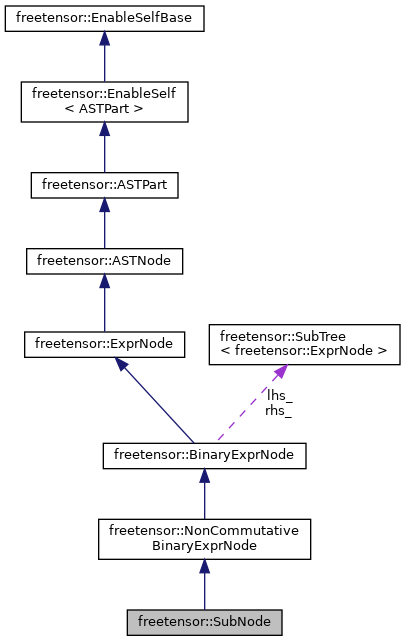 freetensor::EnableSelfBase
freetensor::EnableSelf
< ASTPart >
freetensor::ASTPart
freetensor::ASTNode
freetensor::ExprNode
freetensor::SubTree
< freetensor::ExprNode >
lhs_
rhs_
freetensor::BinaryExprNode
freetensor::NonCommutative
BinaryExprNode
freetensor::SubNode